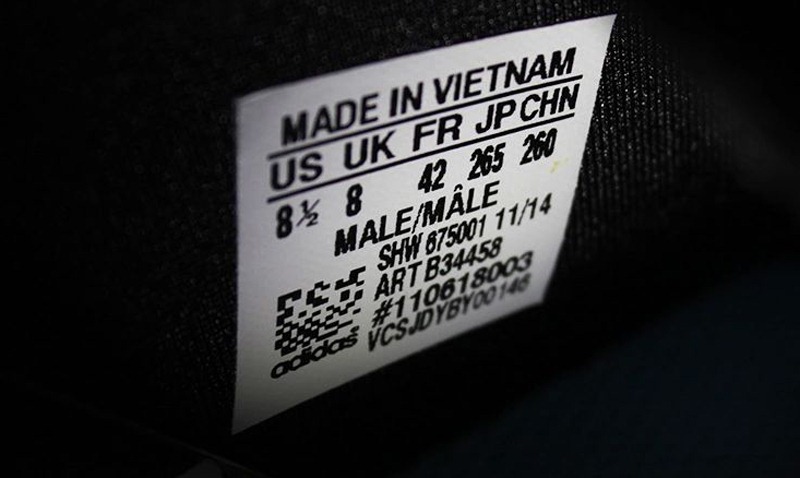 MADE IN VIETNAM
US UK FR JP CHN
8½ 8 42 265 260
MALE/MÂLE
SHW 675001 11/14
ART B34458
#110618003
VCSJDYBY00146
adidas